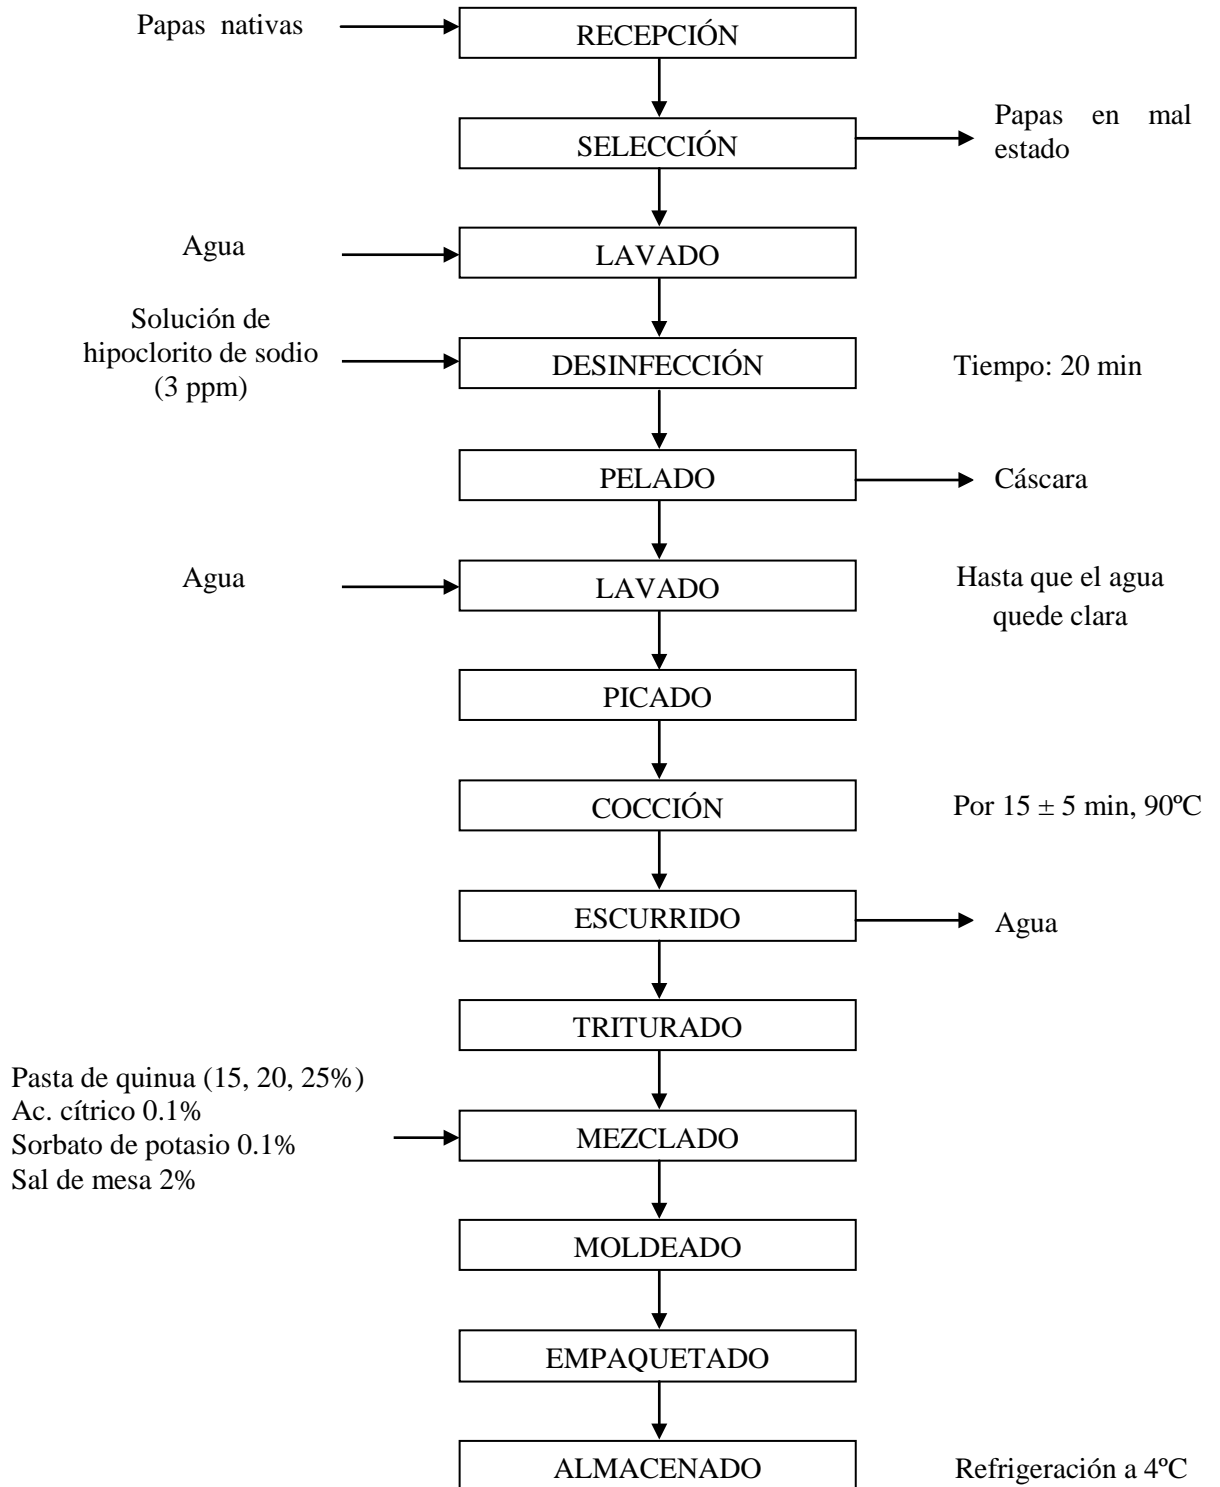 Papas nativas
RECEPCIÓN
SELECCIÓN
Papas en mal
estado
Agua
LAVADO
Solución de
hipoclorito de sodio
(3 ppm)
DESINFECCIÓN
Tiempo: 20 min
PELADO
Cáscara
Agua
LAVADO
Hasta que el agua
quede clara
PICADO
COCCIÓN
Por 15 ± 5 min, 90ºC
ESCURRIDO
Agua
TRITURADO
Pasta de quinua (15, 20, 25%)
Ac. cítrico 0.1%
Sorbato de potasio 0.1%
Sal de mesa 2%
MEZCLADO
MOLDEADO
EMPAQUETADO
ALMACENADO
Refrigeración a 4ºC